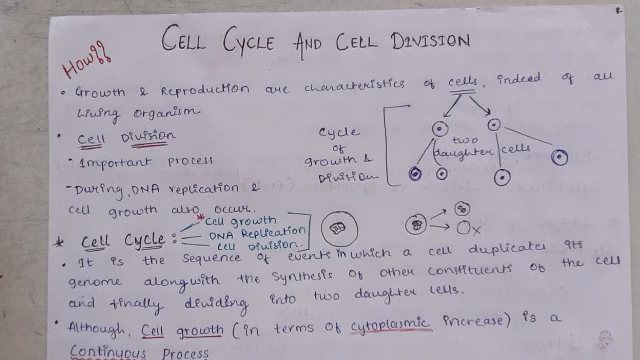 CELL CYCLE AND CELL DIVISION
How??
• Growth & Reproduction are characteristics of cells, indeed of all
living organism.
• Cell Division
- Important process
- During, DNA replication &
cell growth also occur.
Cycle
of
growth &
Division
two
daughter cells
* Cell Cycle :
* Cell growth
DNA Replication
Cell Division.
x
• It is the sequence of events in which a cell duplicates its
genome alongwith the synthesis of other constituents of the cell
and finally dividing into two daughter cells.
• Although, Cell growth (in terms of cytoplasmic increase) is a
Continuous Process